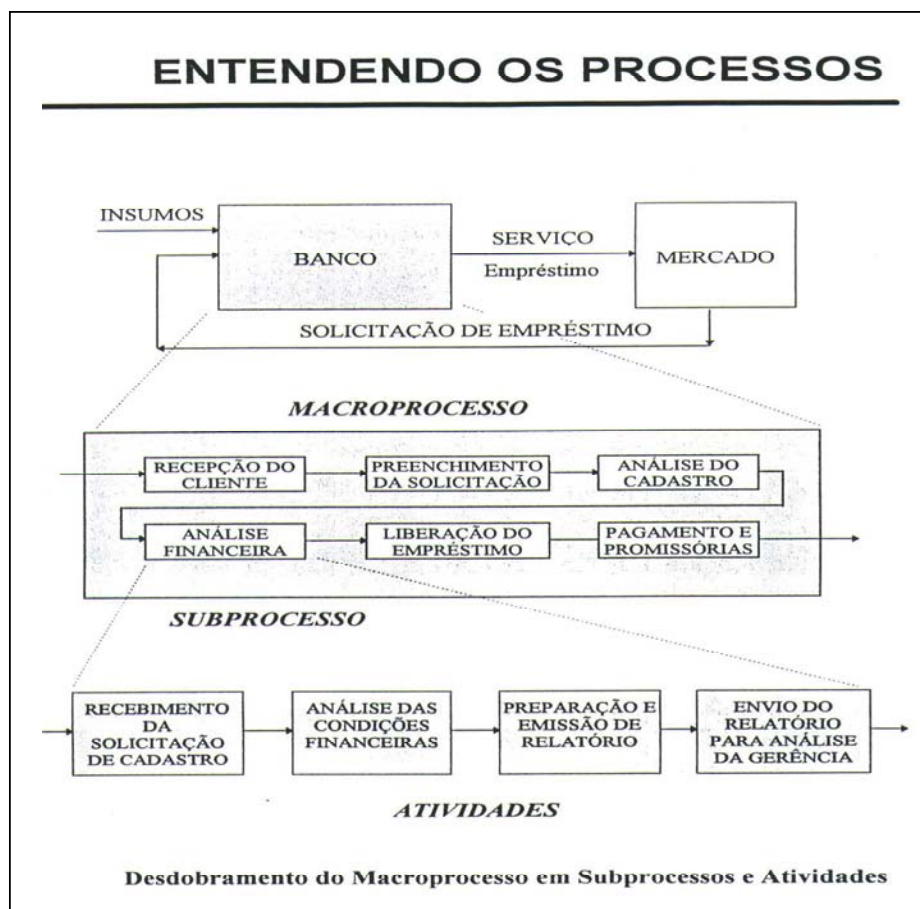 ENTENDENDO OS PROCESSOS
INSUMOS
BANCO
SERVIÇO
Empréstimo
MERCADO
SOLICITAÇÃO DE EMPRÉSTIMO
MACROPROCESSO
RECEPÇÃO DO
CLIENTE
PREENCHIMENTO
DA SOLICITAÇÃO
ANÁLISE DO
CADASTRO
ANÁLISE
FINANCEIRA
LIBERAÇÃO DO
EMPRÉSTIMO
PAGAMENTO E
PROMISSÓRIAS
SUBPROCESSO
RECEBIMENTO
DA
SOLICITAÇÃO
DE CADASTRO
ANÁLISE DAS
CONDIÇÕES
FINANCEIRAS
PREPARAÇÃO E
EMISSÃO DE
RELATÓRIO
ENVIO DO
RELATÓRIO
PARA ANÁLISE
DA GERÊNCIA
ATIVIDADES
Desdobramento do Macroprocesso em Subprocessos e Atividades